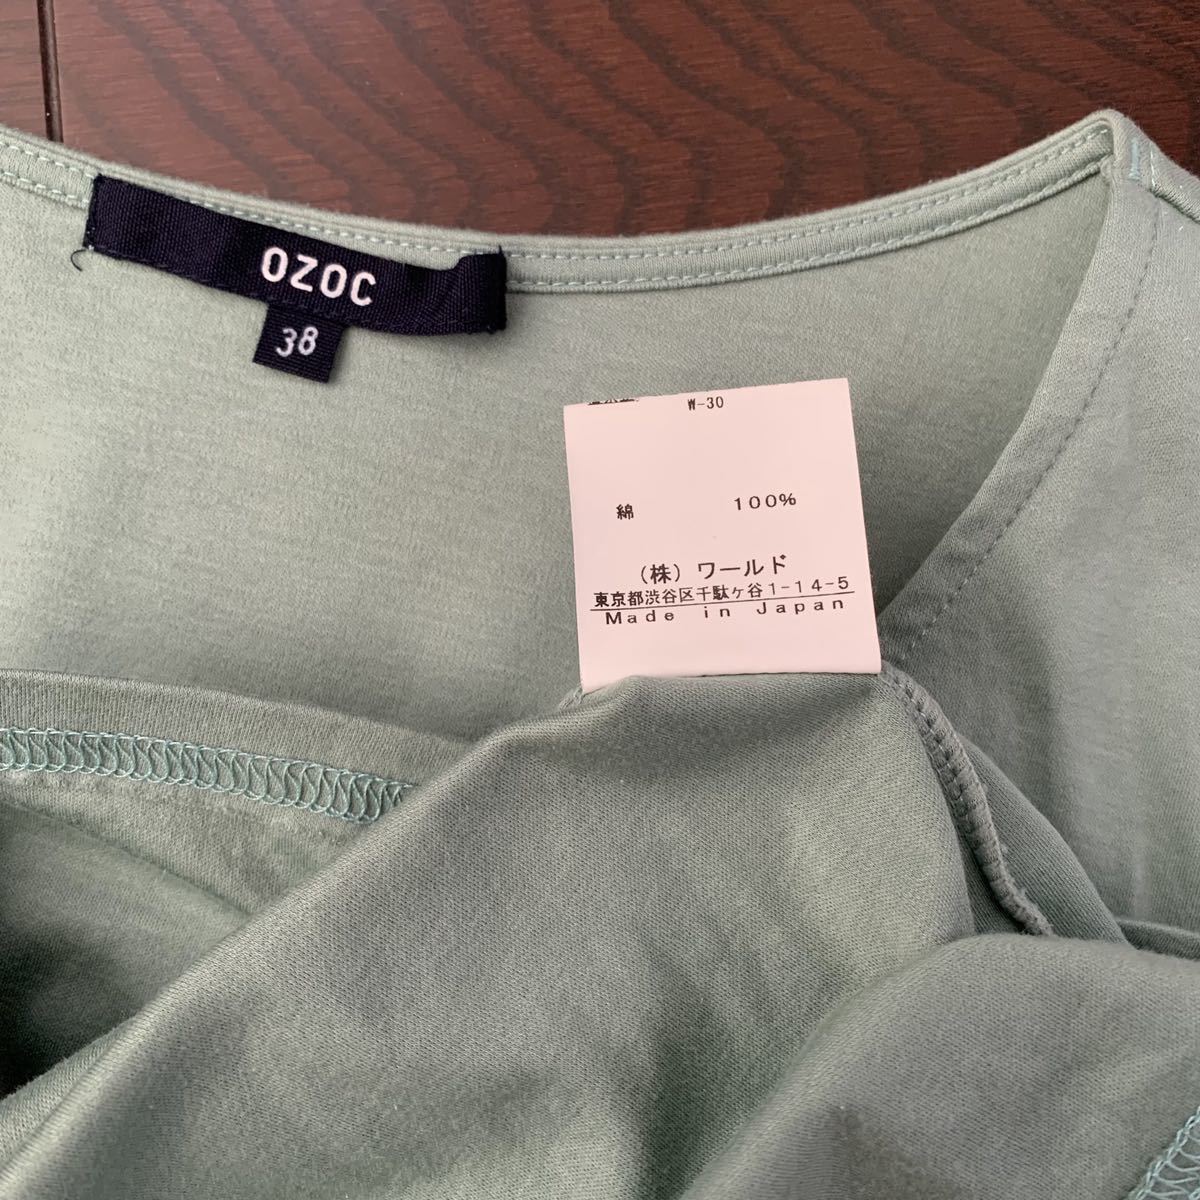 OZOC
38
W-30
綿 100%
（株）ワールド
東京都渋谷区千駄ヶ谷1-14-5
Made in Japan